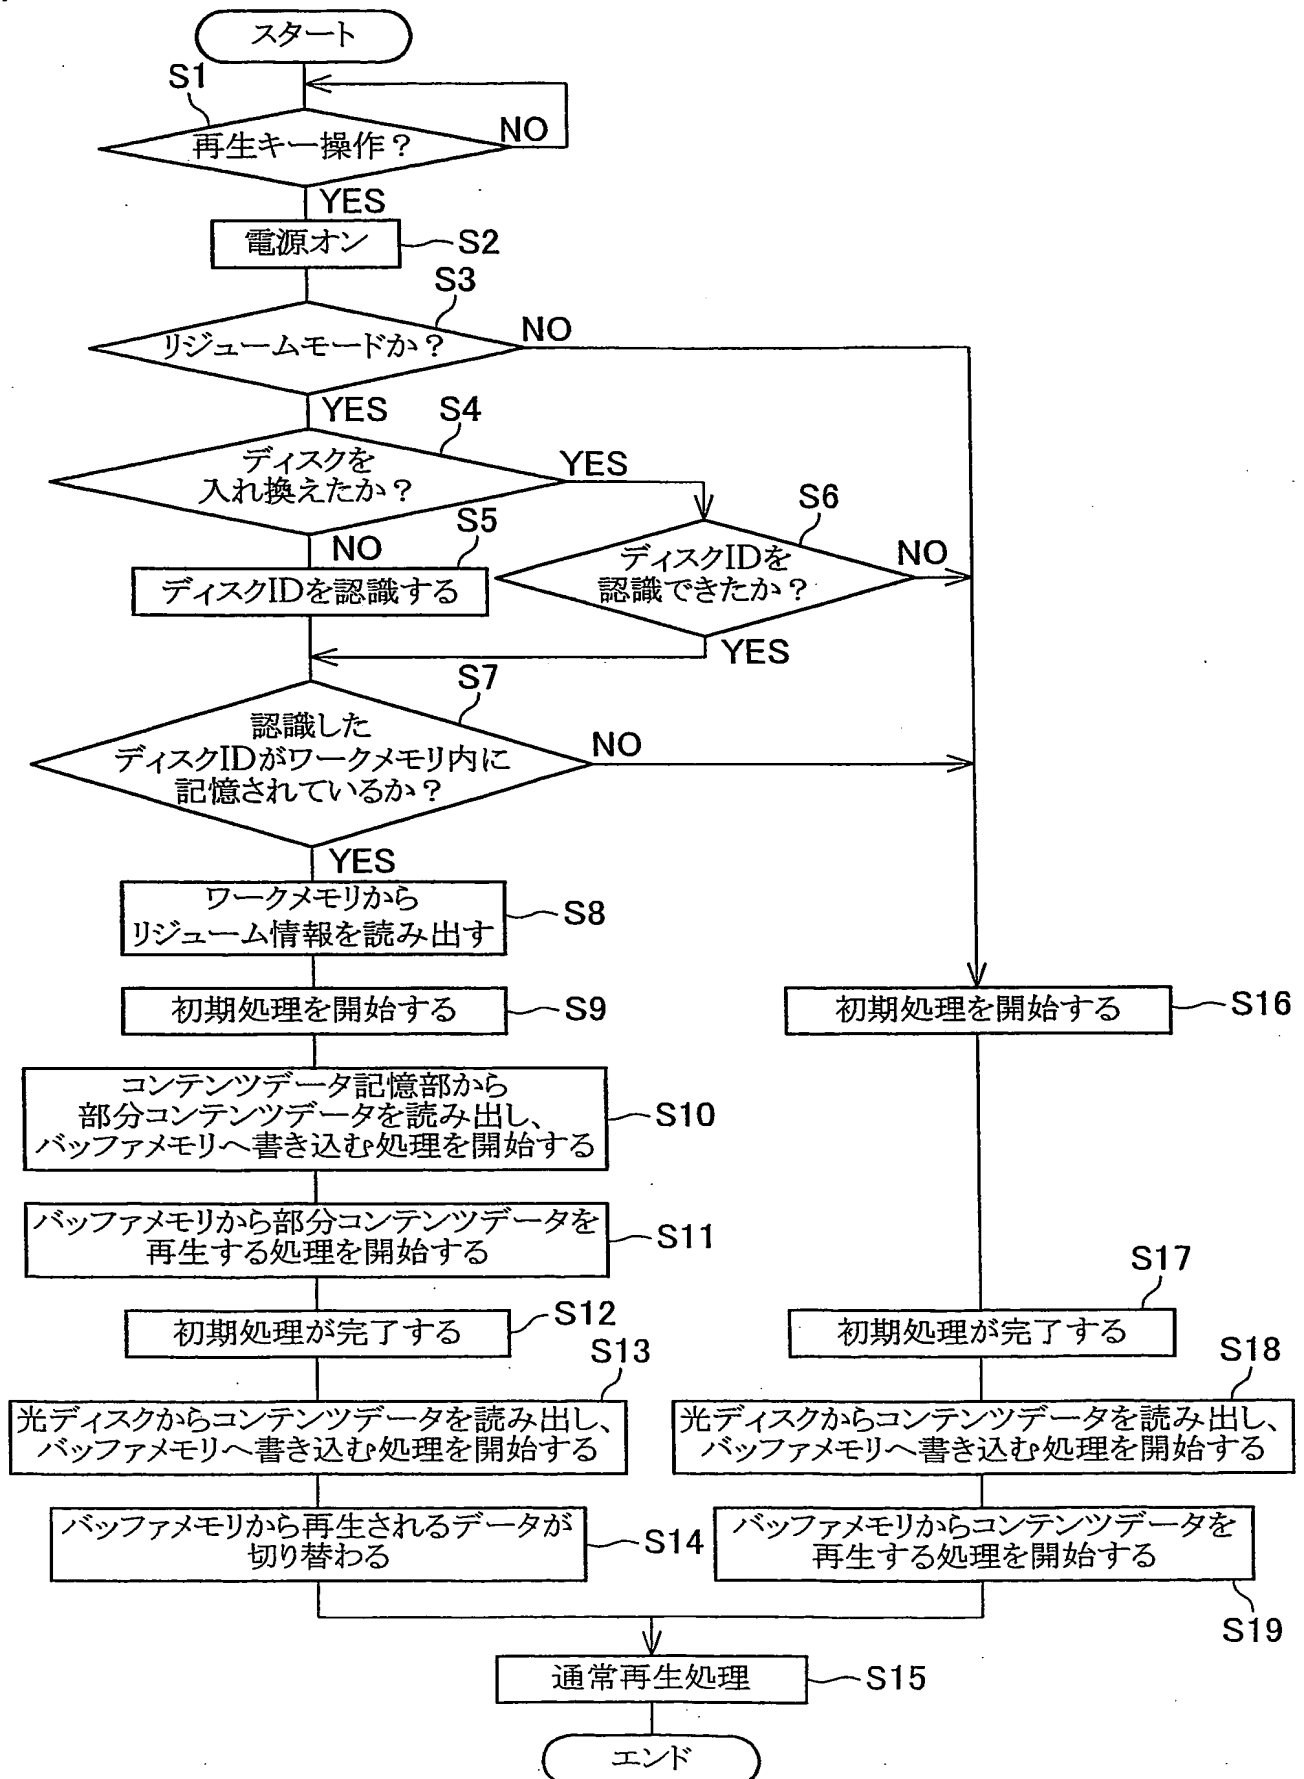 スタート
S1
再生キー操作？
NO
YES
電源オン
S2
S3
リジュームモードか？
NO
YES
S4
ディスクを
入れ換えたか？
YES
S5
NO
ディスクIDを認識する
S6
ディスクIDを
認識できたか？
NO
YES
S7
認識した
ディスクIDがワークメモリ内に
記憶されているか？
NO
YES
ワークメモリから
リジューム情報を読み出す
S8
初期処理を開始する
S9
初期処理を開始する
S16
コンテンツデータ記憶部から
部分コンテンツデータを読み出し、
バッファメモリへ書き込む処理を開始する
S10
バッファメモリから部分コンテンツデータを
再生する処理を開始する
S11
初期処理が完了する
S12
S17
初期処理が完了する
S13
光ディスクからコンテンツデータを読み出し、
バッファメモリへ書き込む処理を開始する
S18
光ディスクからコンテンツデータを読み出し、
バッファメモリへ書き込む処理を開始する
バッファメモリから再生されるデータが
切り替わる
S14
バッファメモリからコンテンツデータを
再生する処理を開始する
S19
通常再生処理
S15
エンド